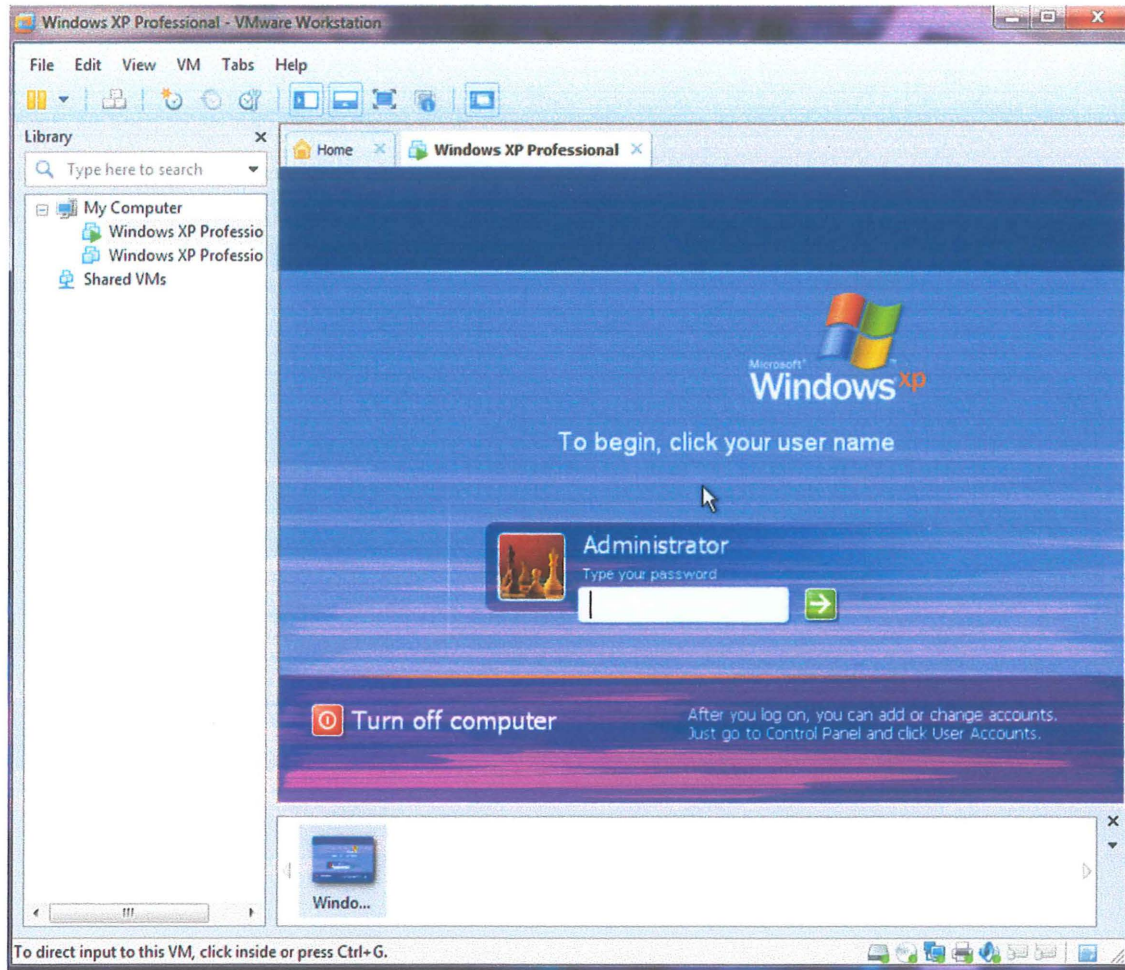 Windows XP Professional - VMware Workstation
File Edit View VM Tabs Help
Library
Type here to search
My Computer
Windows XP Professio
Windows XP Professio
Shared VMs
Home
Windows XP Professional
Microsoft
Windows xp
To begin, click your user name
Administrator
Type your password
Turn off computer
After you log on, you can add or change accounts.
Just go to Control Panel and click User Accounts.
Windo...
To direct input to this VM, click inside or press Ctrl+G.